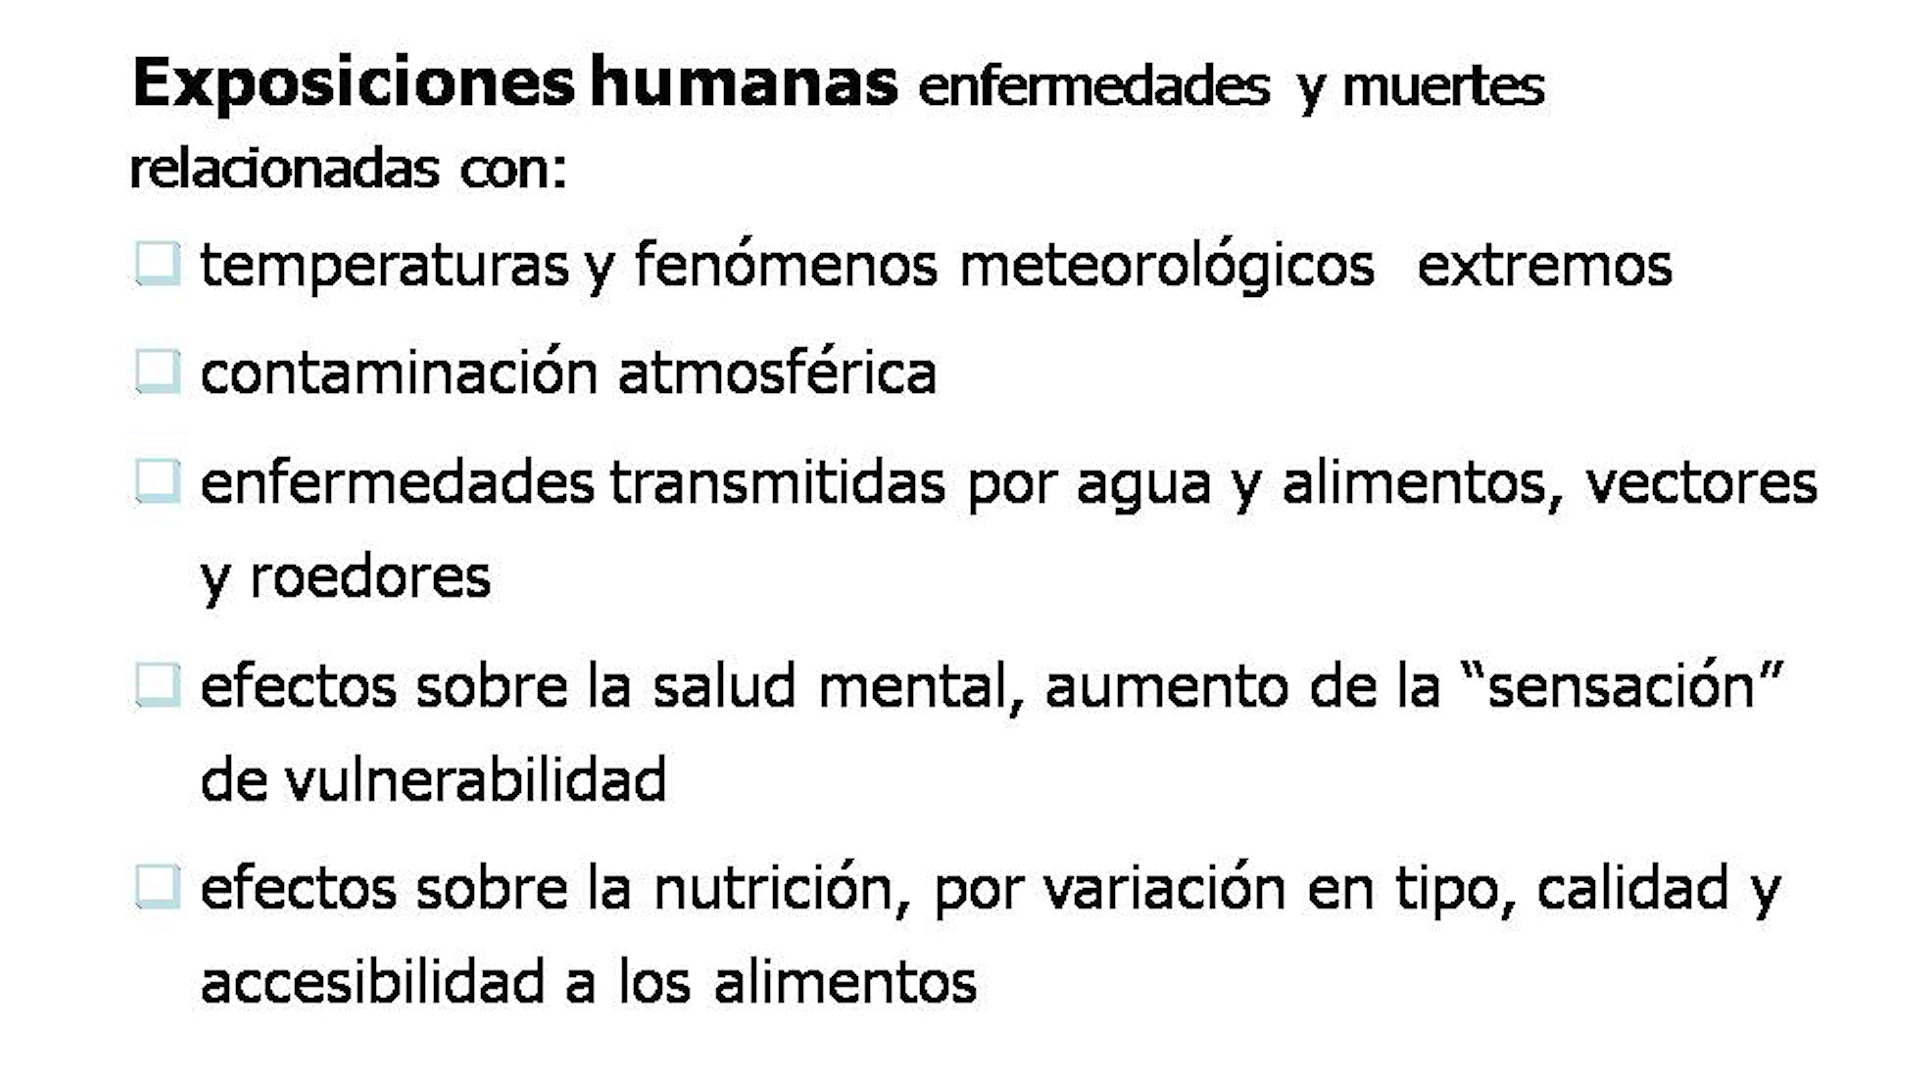 Exposiciones humanas enfermedades y muertes
relacionadas con:
❑ temperaturas y fenómenos meteorológicos extremos
❑ contaminación atmosférica
❑ enfermedades transmitidas por agua y alimentos, vectores
y roedores
❑ efectos sobre la salud mental, aumento de la “sensación”
de vulnerabilidad
❑ efectos sobre la nutrición, por variación en tipo, calidad y
accesibilidad a los alimentos